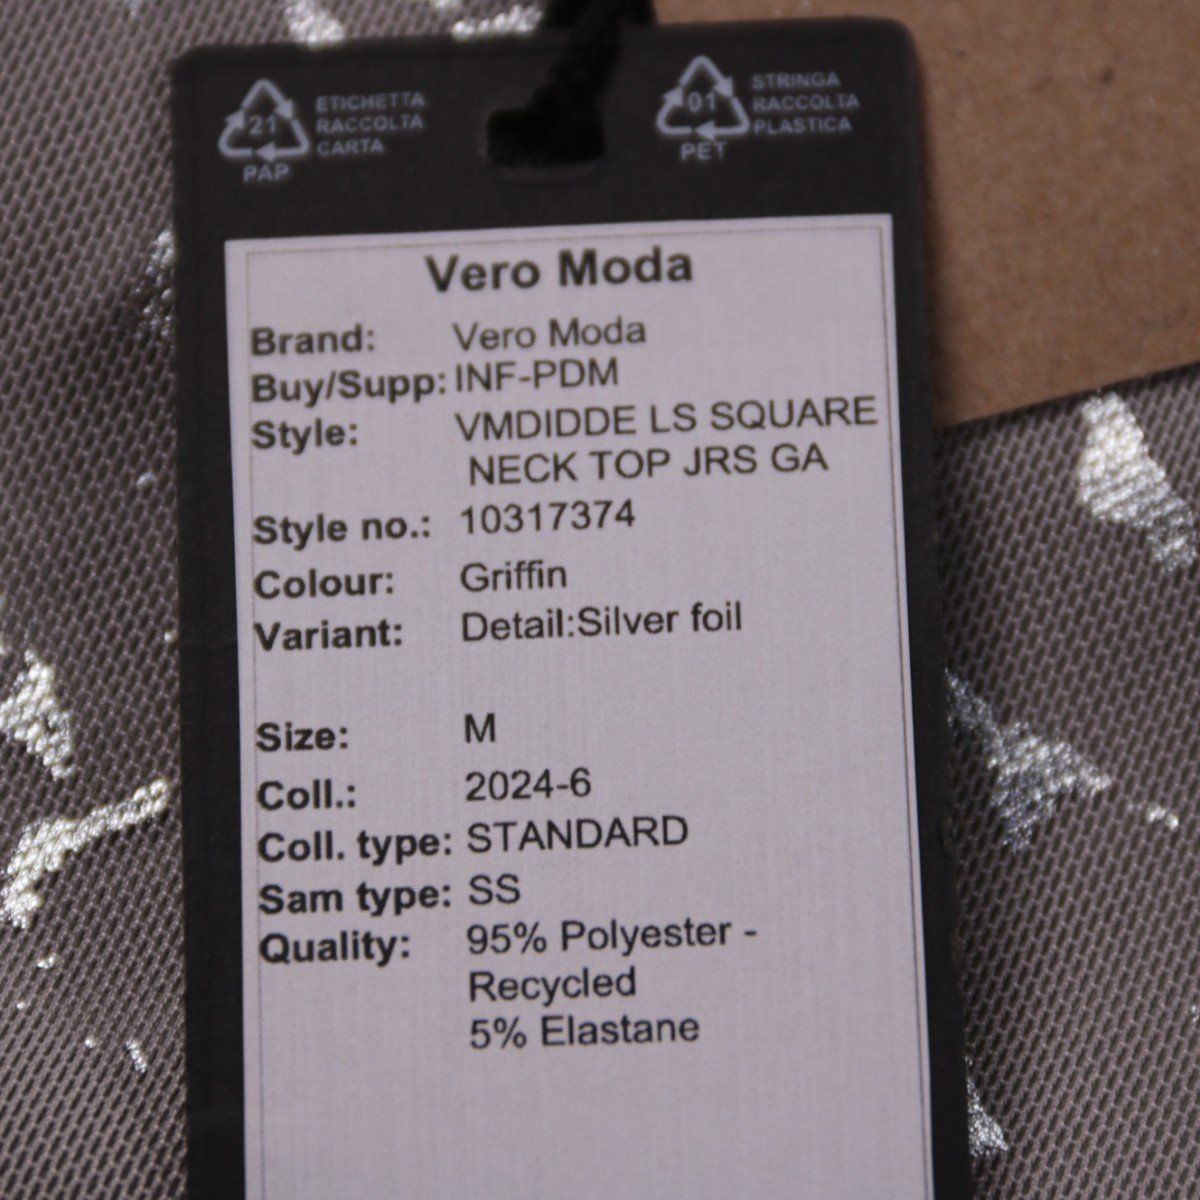 21
PAP
ETICHETTA
RACCOLTA
CARTA
01
PET
STRINGA
RACCOLTA
PLASTICA
Vero Moda
Brand: Vero Moda
Buy/Supp: INF-PDM
Style: VMDIDDE LS SQUARE
NECK TOP JRS GA
Style no.: 10317374
Colour: Griffin
Variant: Detail:Silver foil
Size: M
Coll.: 2024-6
Coll. type: STANDARD
Sam type: SS
Quality: 95% Polyester -
Recycled
5% Elastane